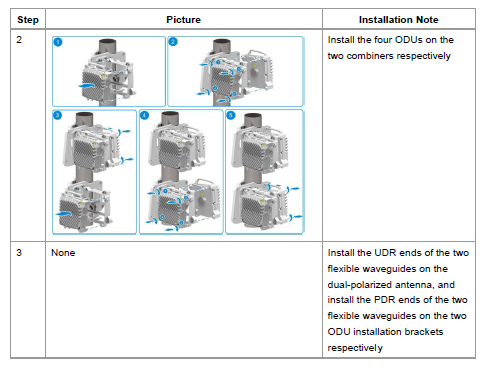 Step Picture Installation Note
2
1
2
3
4
5
Install the four ODUs on the
two combiners respectively
3 None
Install the UDR ends of the two
flexible waveguides on the
dual-polarized antenna, and
install the PDR ends of the two
flexible waveguides on the two
ODU installation brackets
respectively